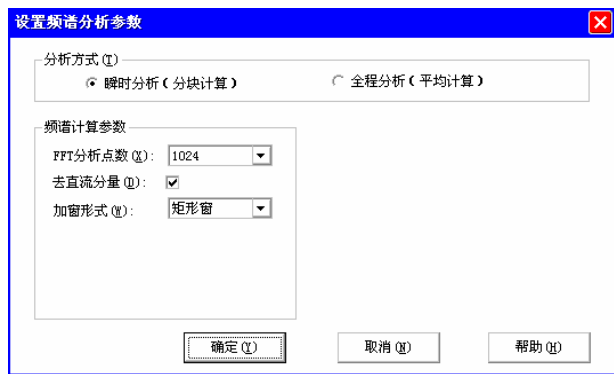 设置频谱分析参数
分析方式(T)
瞬时分析(分块计算) 全程分析(平均计算)
频谱计算参数
FFT分析点数(X): 1024
去直流分量(D):
加窗形式(W): 矩形窗
确定(Y) 取消(N) 帮助(H)